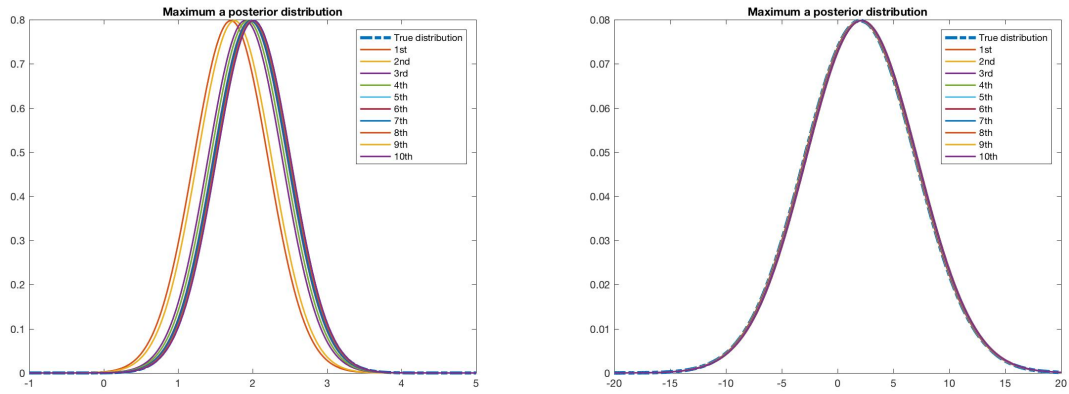 Maximum a posterior distribution
0.8
0.7
0.6
0.5
0.4
0.3
0.2
0.1
0
-1
0
1
2
3
4
5
True distribution
1st
2nd
3rd
4th
5th
6th
7th
8th
9th
10th
Maximum a posterior distribution
0.08
0.07
0.06
0.05
0.04
0.03
0.02
0.01
0
-20
-15
-10
-5
0
5
10
15
20
True distribution
1st
2nd
3rd
4th
5th
6th
7th
8th
9th
10th